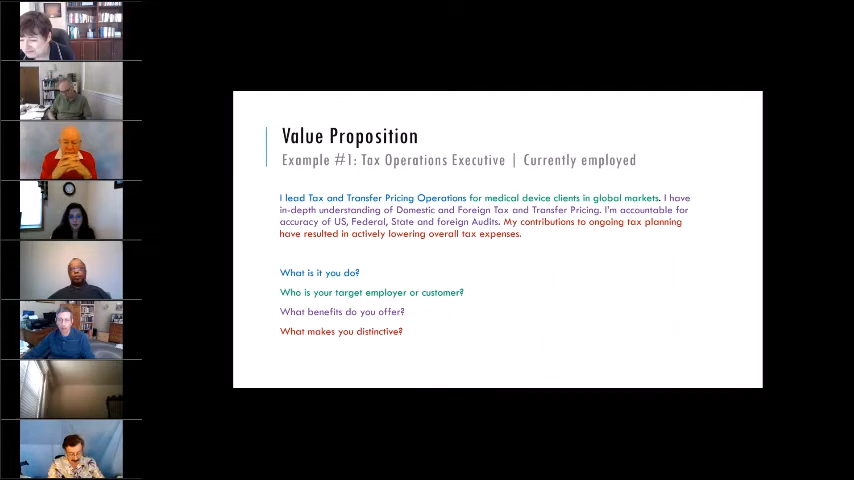 Value Proposition
Example #1: Tax Operations Executive | Currently employed
I lead Tax and Transfer Pricing Operations for medical device clients in global markets. I have
in-depth understanding of Domestic and Foreign Tax and Transfer Pricing. I'm accountable for
accuracy of US, Federal, State and foreign Audits. My contributions to ongoing tax planning
have resulted in actively lowering overall tax expenses.
What is it you do?
Who is your target employer or customer?
What benefits do you offer?
What makes you distinctive?